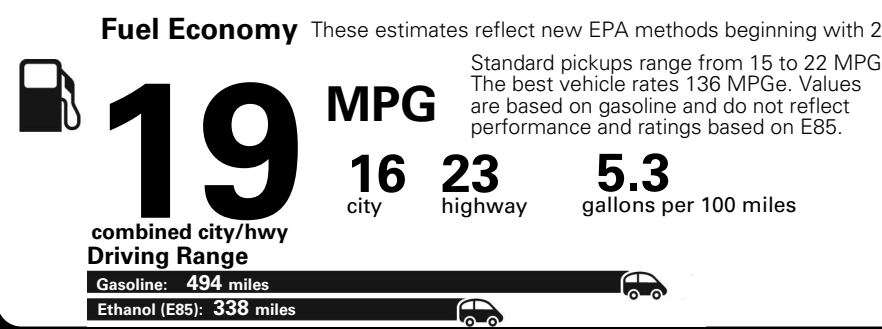 Fuel Economy These estimates reflect new EPA methods beginning with 2
Standard pickups range from 15 to 22 MPG
The best vehicle rates 136 MPGe. Values
are based on gasoline and do not reflect
performance and ratings based on E85.
19 MPG
16 23 5.3
city highway gallons per 100 miles
combined city/hwy
Driving Range
Gasoline: 494 miles
Ethanol (E85): 338 miles